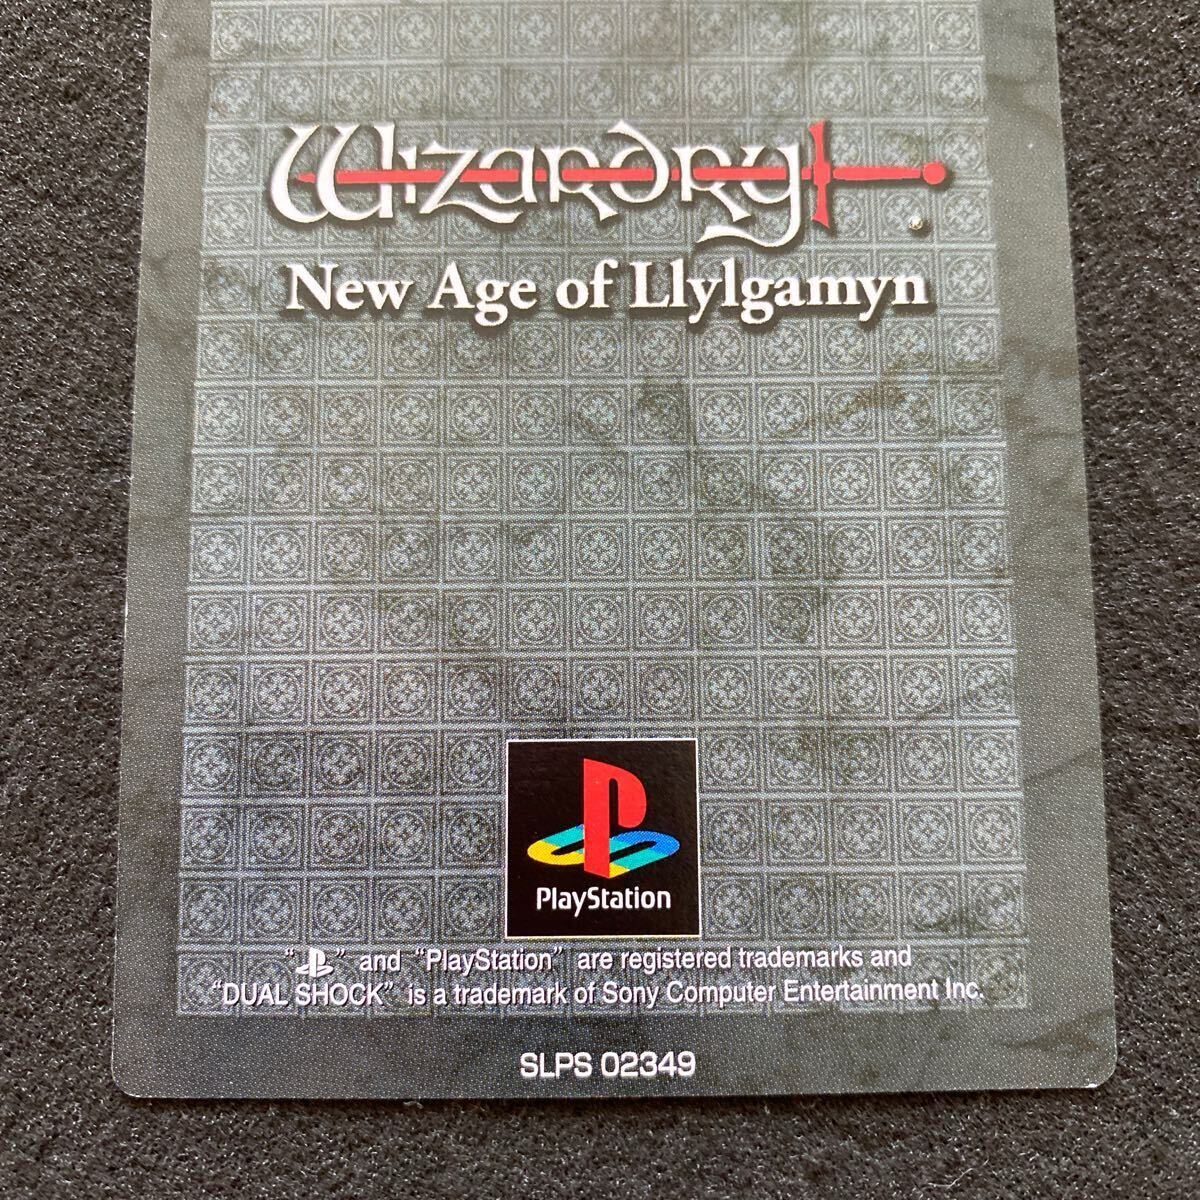 Wizardry®
New Age of Llylgamyn
PlayStation
“ ” and “PlayStation” are registered trademarks and
“DUAL SHOCK” is a trademark of Sony Computer Entertainment Inc.
SLPS 02349